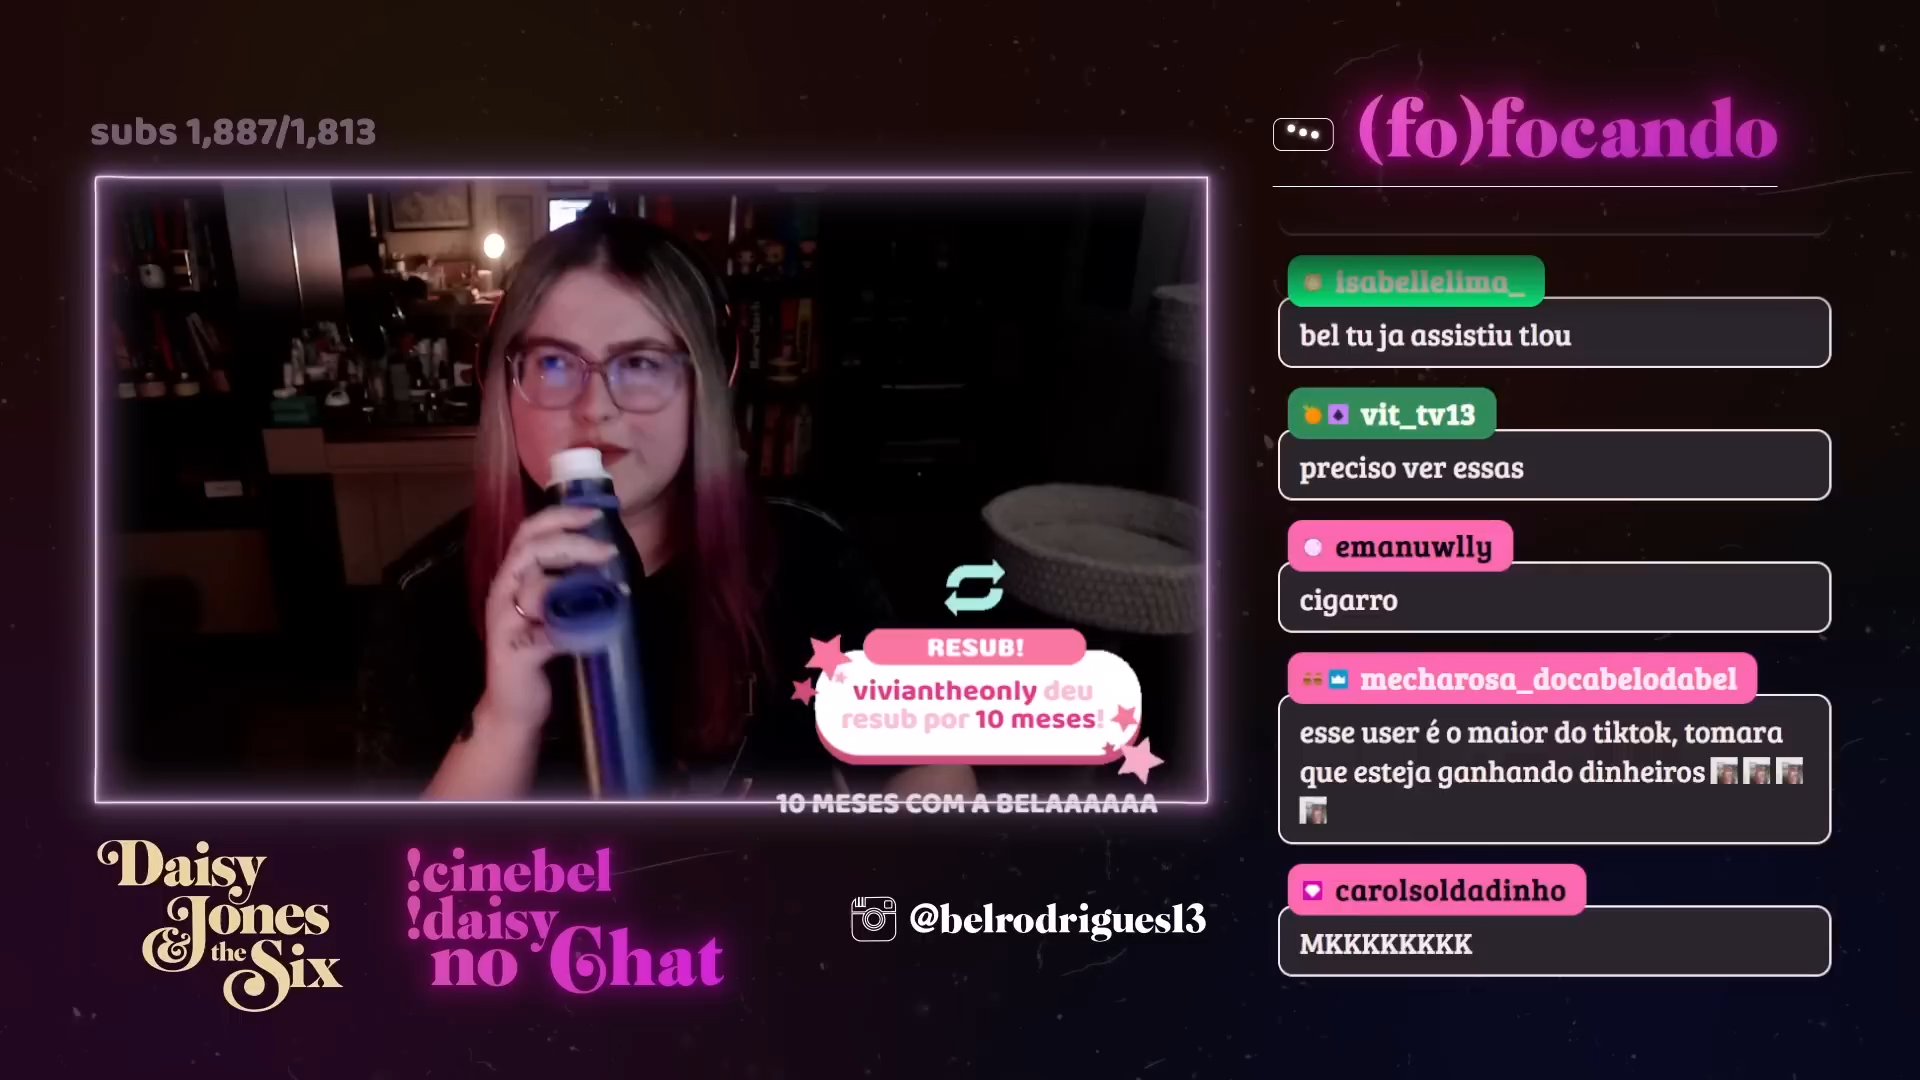 subs 1,887/1,813
(fo)focando
isabellelima_
bel tu ja assistiu tlou
vit_tv13
preciso ver essas
emanuwlly
cigarro
mecharosa_docabelodabel
esse user é o maior do tiktok, tomara
que esteja ganhando dinheiros
carolsoldadinho
MKKKKKKKK
RESUB!
viviantheonly deu
resub por 10 meses!
10 MESES COM A BELAAAAAA
Daisy
Jones
& the Six
!cinebel
!daisy
no Chat
@belrodrigues13